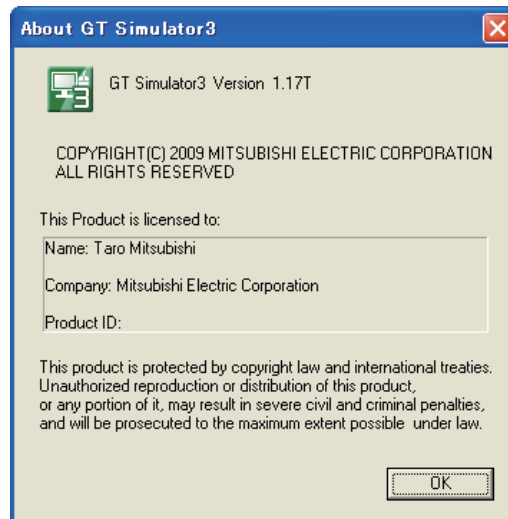 About GT Simulator3
GT Simulator3 Version 1.17T
COPYRIGHT(C) 2009 MITSUBISHI ELECTRIC CORPORATION
ALL RIGHTS RESERVED
This Product is licensed to:
Name: Taro Mitsubishi
Company: Mitsubishi Electric Corporation
Product ID:
This product is protected by copyright law and international treaties.
Unauthorized reproduction or distribution of this product,
or any portion of it, may result in severe civil and criminal penalties,
and will be prosecuted to the maximum extent possible under law.
OK